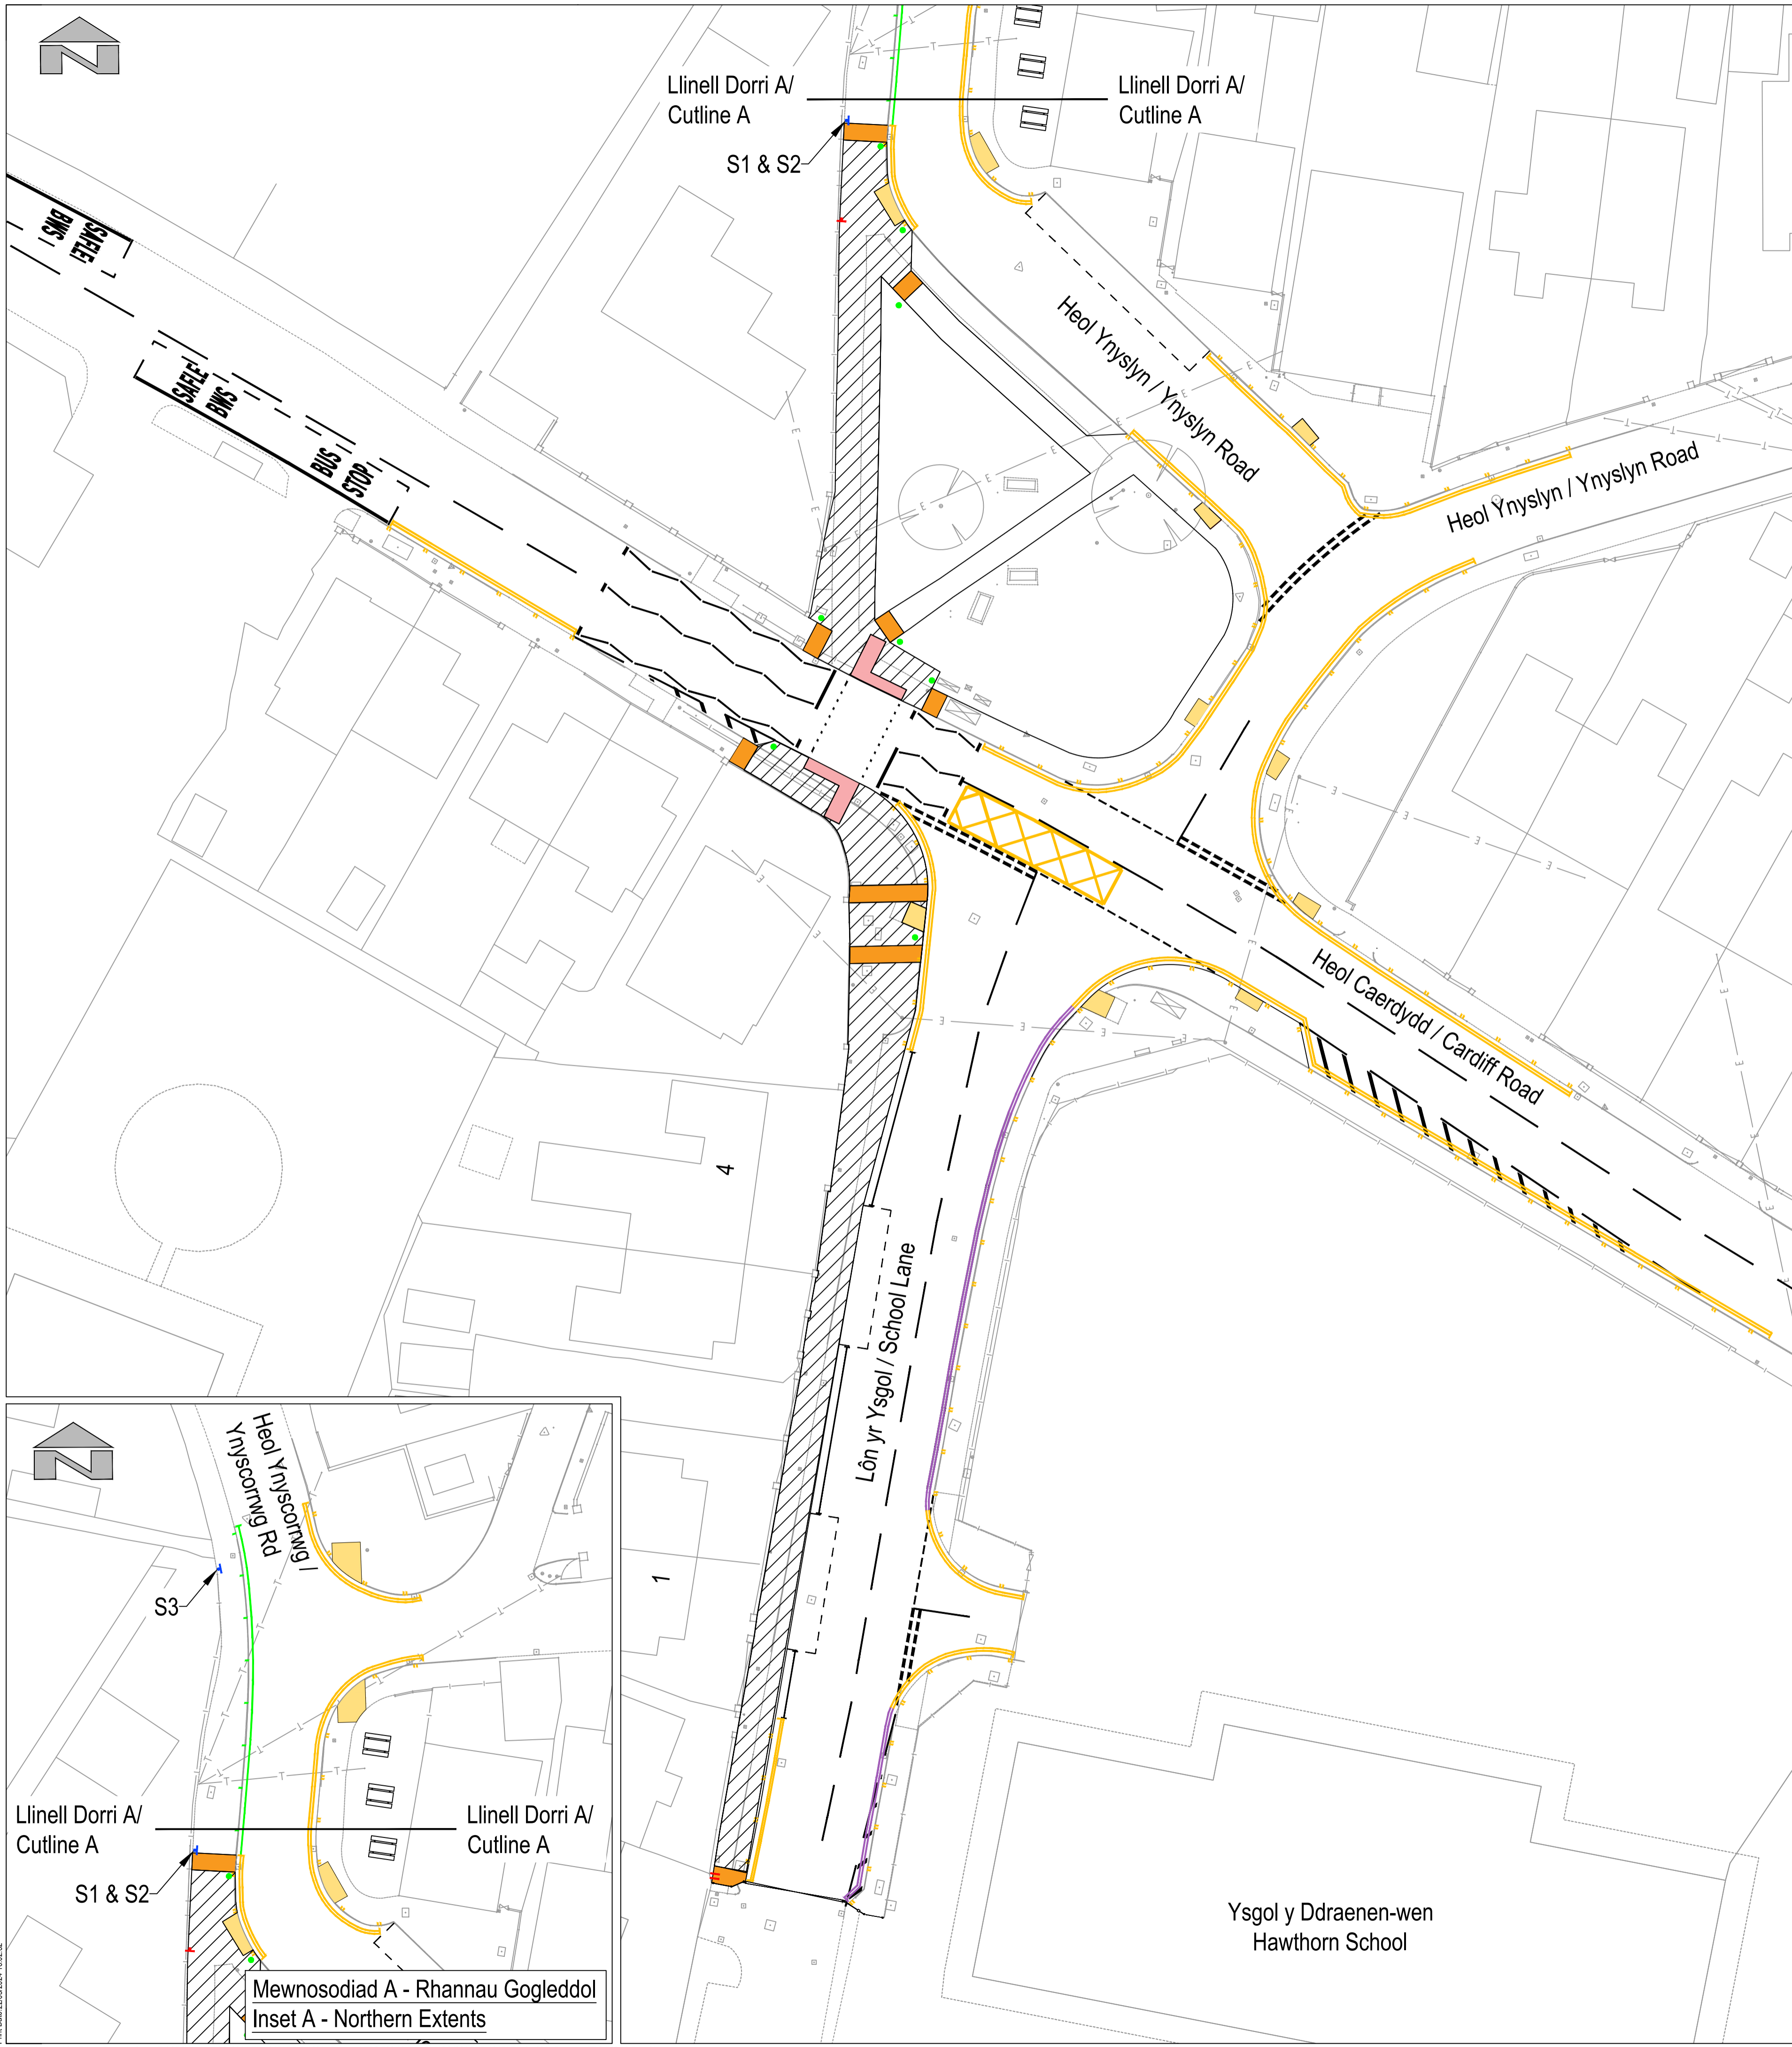 Llinell Dorri A/
Cutline A
Llinell Dorri A/
Cutline A
S1 & S2
SAFLE
BWS
SAFLE
BWS
BUS
STOP
Heol Ynyslyn / Ynyslyn Road
Heol Ynyslyn / Ynyslyn Road
Heol Caerdydd / Cardiff Road
4
Lôn yr Ysgol / School Lane
1
Ysgol y Ddraenen-wen
Hawthorn School
Heol Ynyscorrwg /
Ynyscorrwg Rd
S3
Llinell Dorri A/
Cutline A
Llinell Dorri A/
Cutline A
S1 & S2
Mewnosodiad A - Rhannau Gogleddol
Inset A - Northern Extents